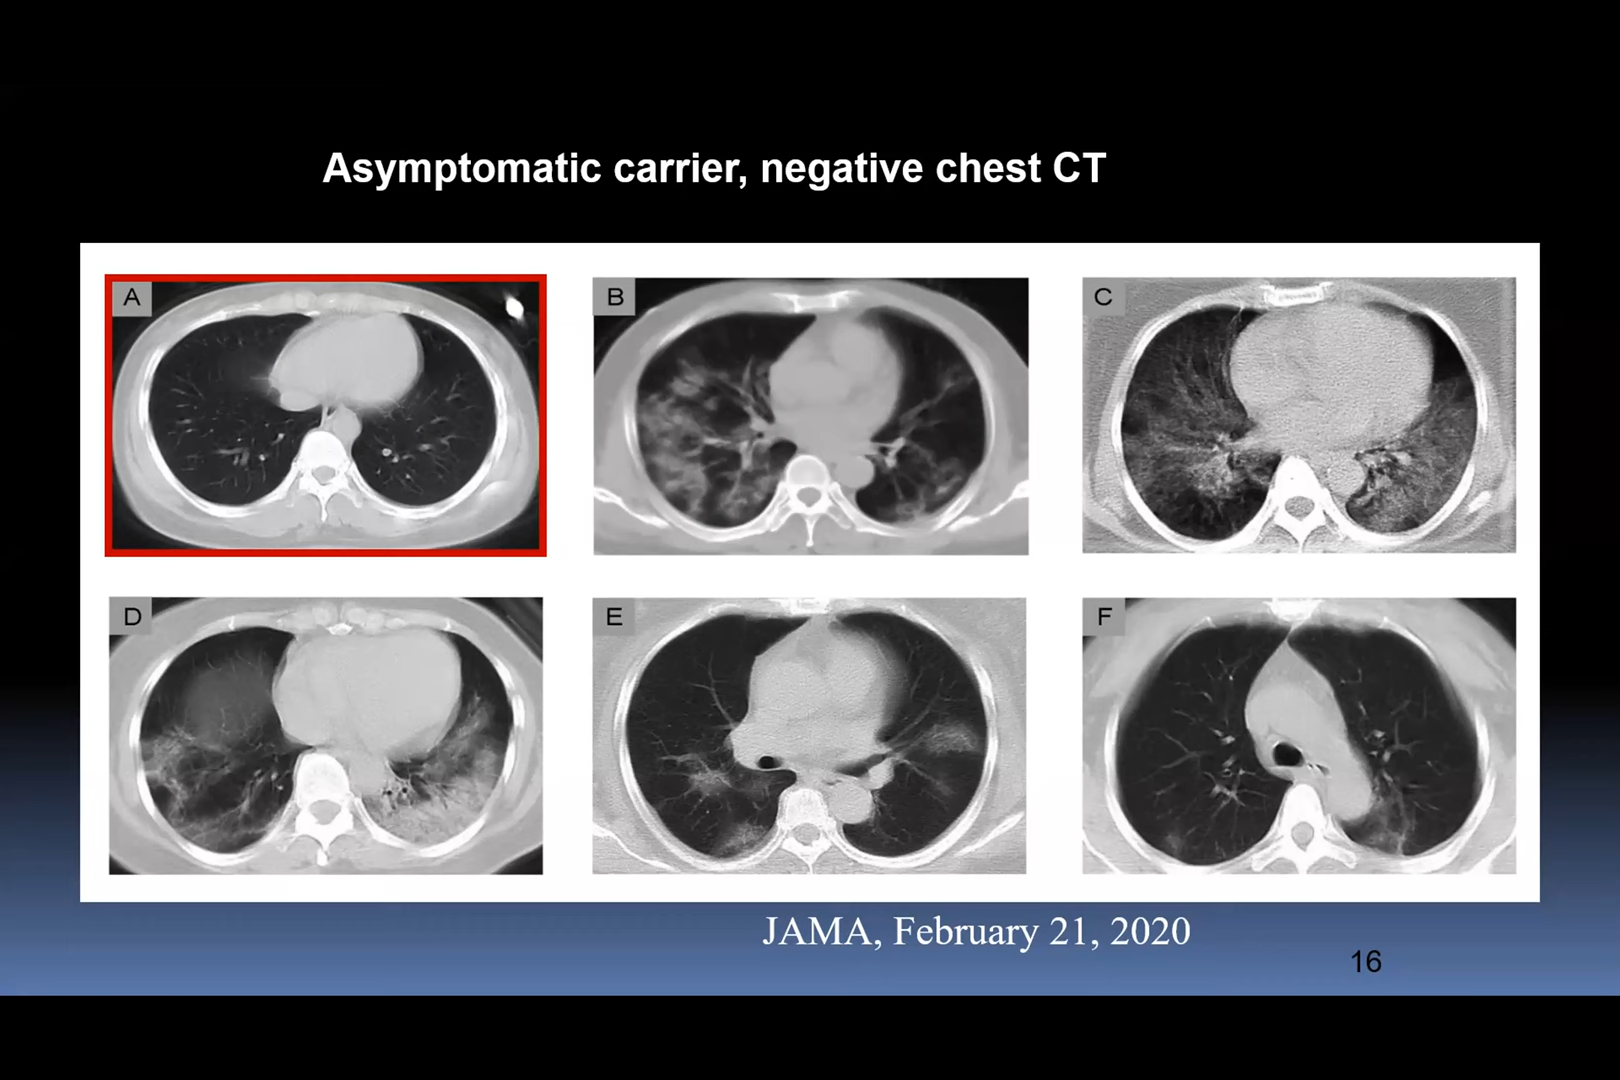 Asymptomatic carrier, negative chest CT
A
B
C
D
E
F
JAMA, February 21, 2020
16